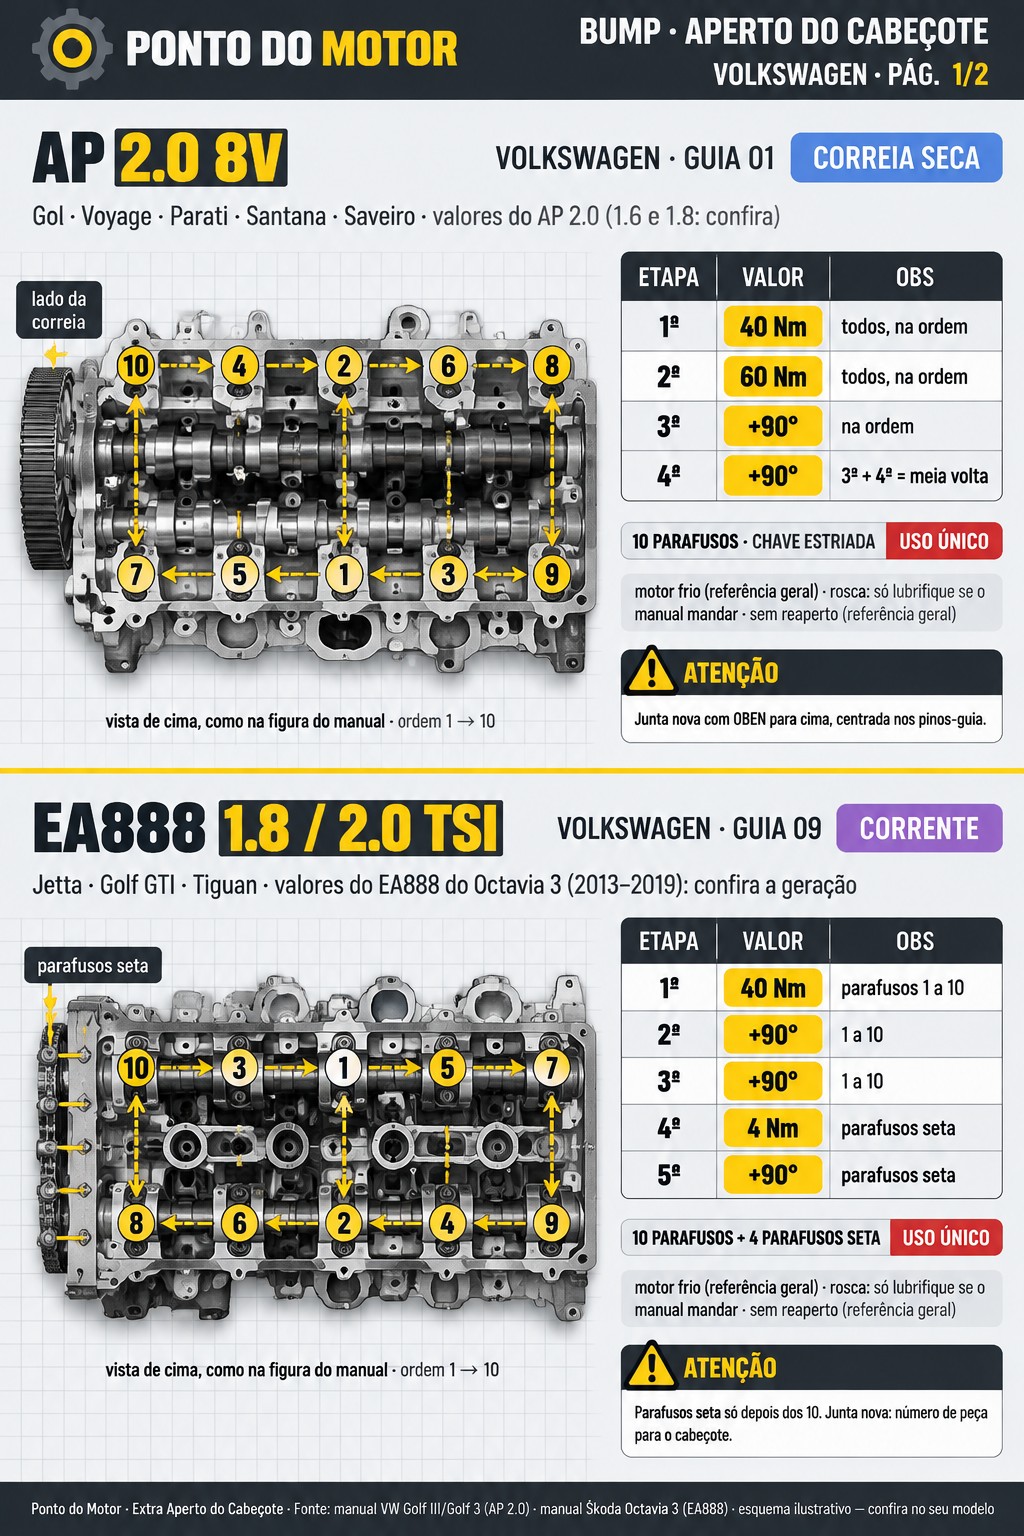 PONTO DO MOTOR
BUMP · APERTO DO CABEÇOTE
VOLKSWAGEN · PÁG. 1/2
AP 2.0 8V
VOLKSWAGEN · GUIA 01
CORREIA SECA
Gol · Voyage · Parati · Santana · Saveiro · valores do AP 2.0 (1.6 e 1.8: confira)
lado da
correia
10 4 2 6 8
7 5 1 3 9
vista de cima, como na figura do manual · ordem 1 → 10
ETAPA VALOR OBS
1ª 40 Nm todos, na ordem
2ª 60 Nm todos, na ordem
3ª +90° na ordem
4ª +90° 3ª + 4ª = meia volta
10 PARAFUSOS · CHAVE ESTRIADA USO ÚNICO
motor frio (referência geral) · rosca: só lubrifique se o
manual mandar · sem reaperto (referência geral)
ATENÇÃO
Junta nova com OBEN para cima, centrada nos pinos-guia.
EA888 1.8 / 2.0 TSI
VOLKSWAGEN · GUIA 09
CORRENTE
Jetta · Golf GTI · Tiguan · valores do EA888 do Octavia 3 (2013–2019): confira a geração
parafusos seta
10 3 1 5 7
8 6 2 4 9
vista de cima, como na figura do manual · ordem 1 → 10
ETAPA VALOR OBS
1ª 40 Nm parafusos 1 a 10
2ª +90° 1 a 10
3ª +90° 1 a 10
4ª 4 Nm parafusos seta
5ª +90° parafusos seta
10 PARAFUSOS + 4 PARAFUSOS SETA USO ÚNICO
motor frio (referência geral) · rosca: só lubrifique se o
manual mandar · sem reaperto (referência geral)
ATENÇÃO
Parafusos seta só depois dos 10. Junta nova: número de peça
para o cabeçote.
Ponto do Motor · Extra Aperto do Cabeçote · Fonte: manual VW Golf III/Golf 3 (AP 2.0) · manual Škoda Octavia 3 (EA888) · esquema ilustrativo — confira no seu modelo